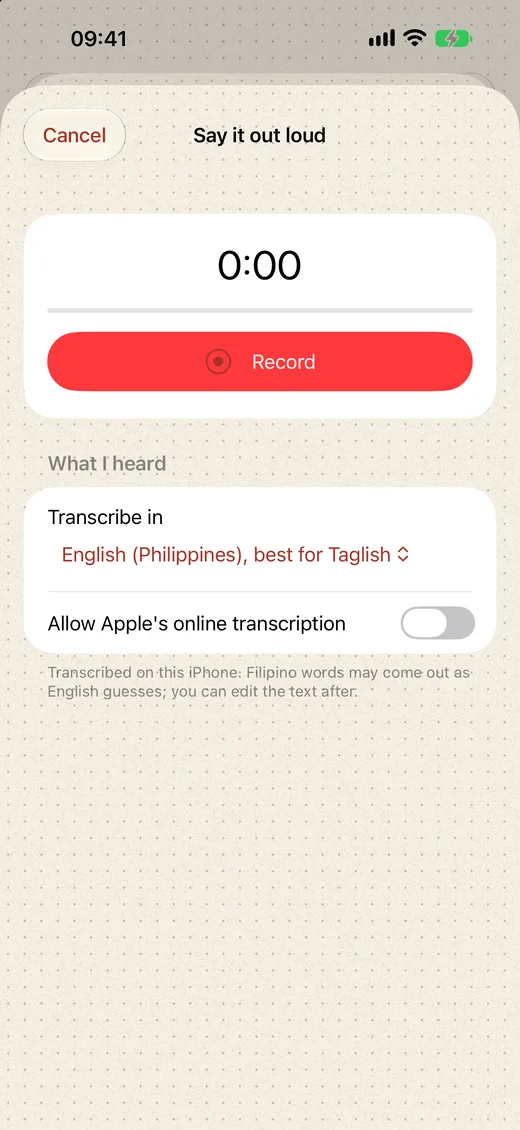 09:41
Cancel
Say it out loud
0:00
Record
What I heard
Transcribe in
English (Philippines), best for Taglish
Allow Apple's online transcription
Transcribed on this iPhone. Filipino words may come out as
English guesses; you can edit the text after.